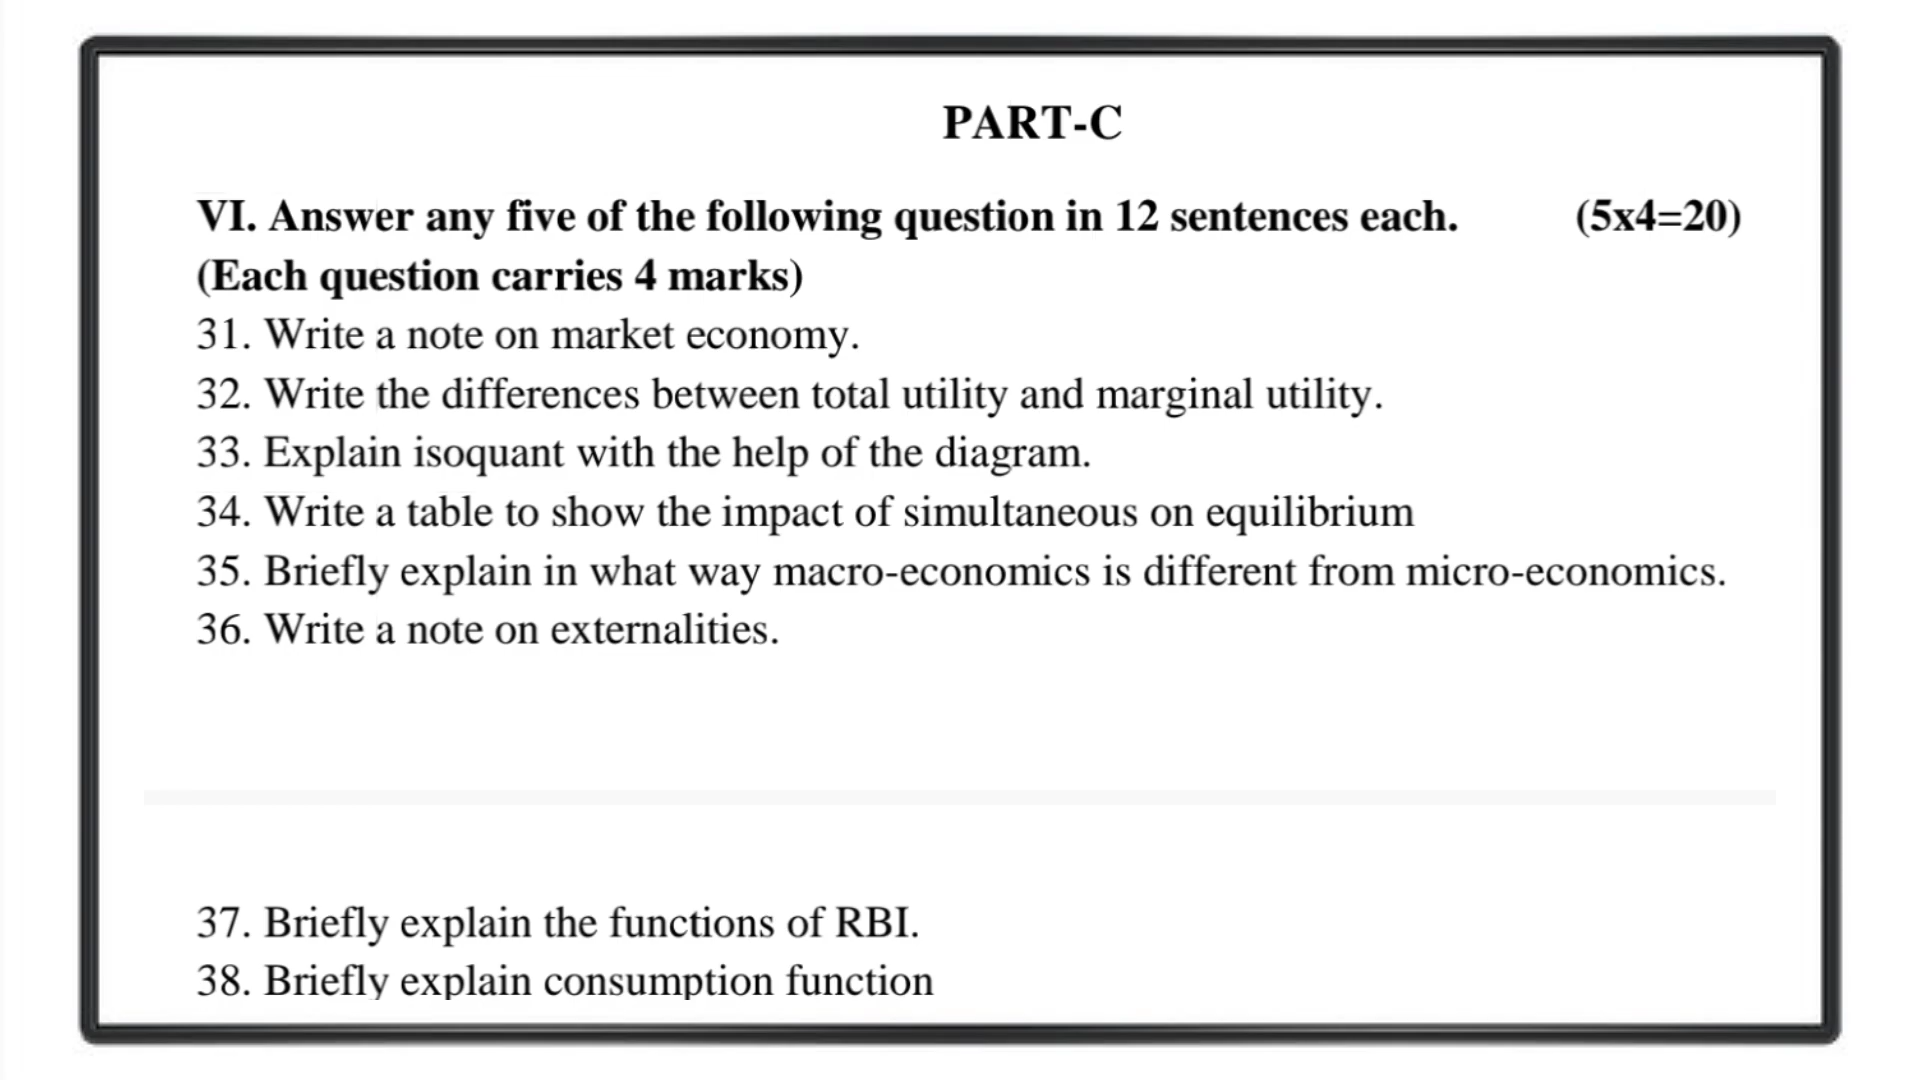 PART-C
VI. Answer any five of the following question in 12 sentences each. (5x4=20)
(Each question carries 4 marks)
31. Write a note on market economy.
32. Write the differences between total utility and marginal utility.
33. Explain isoquant with the help of the diagram.
34. Write a table to show the impact of simultaneous on equilibrium
35. Briefly explain in what way macro-economics is different from micro-economics.
36. Write a note on externalities.
37. Briefly explain the functions of RBI.
38. Briefly explain consumption function